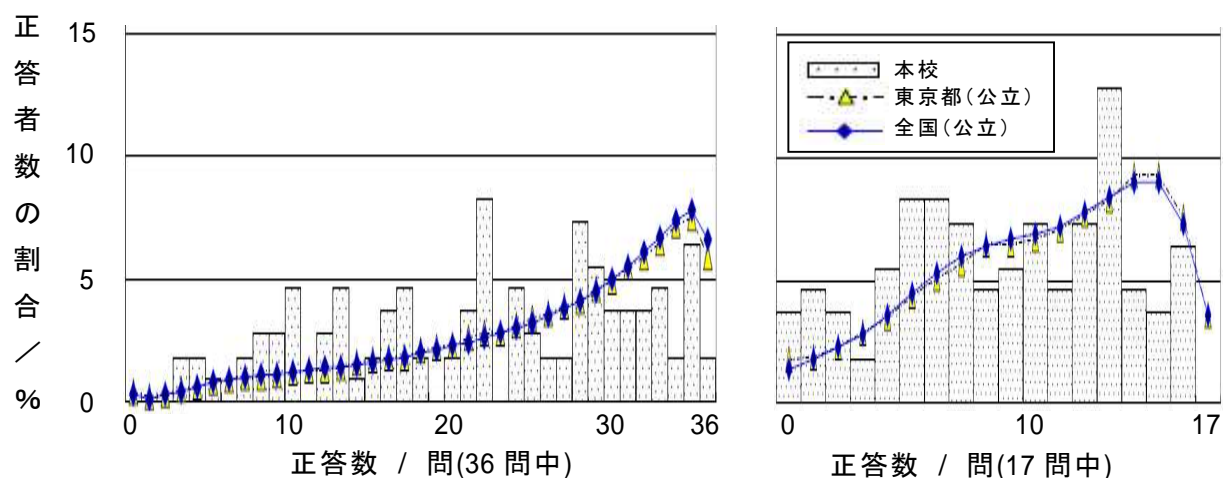 正答者数の割合／%
15
10
5
0
0 10 20 30 36
正答数 / 問(36 問中)
本校
東京都(公立)
全国(公立)
0 10 17
正答数 / 問(17 問中)